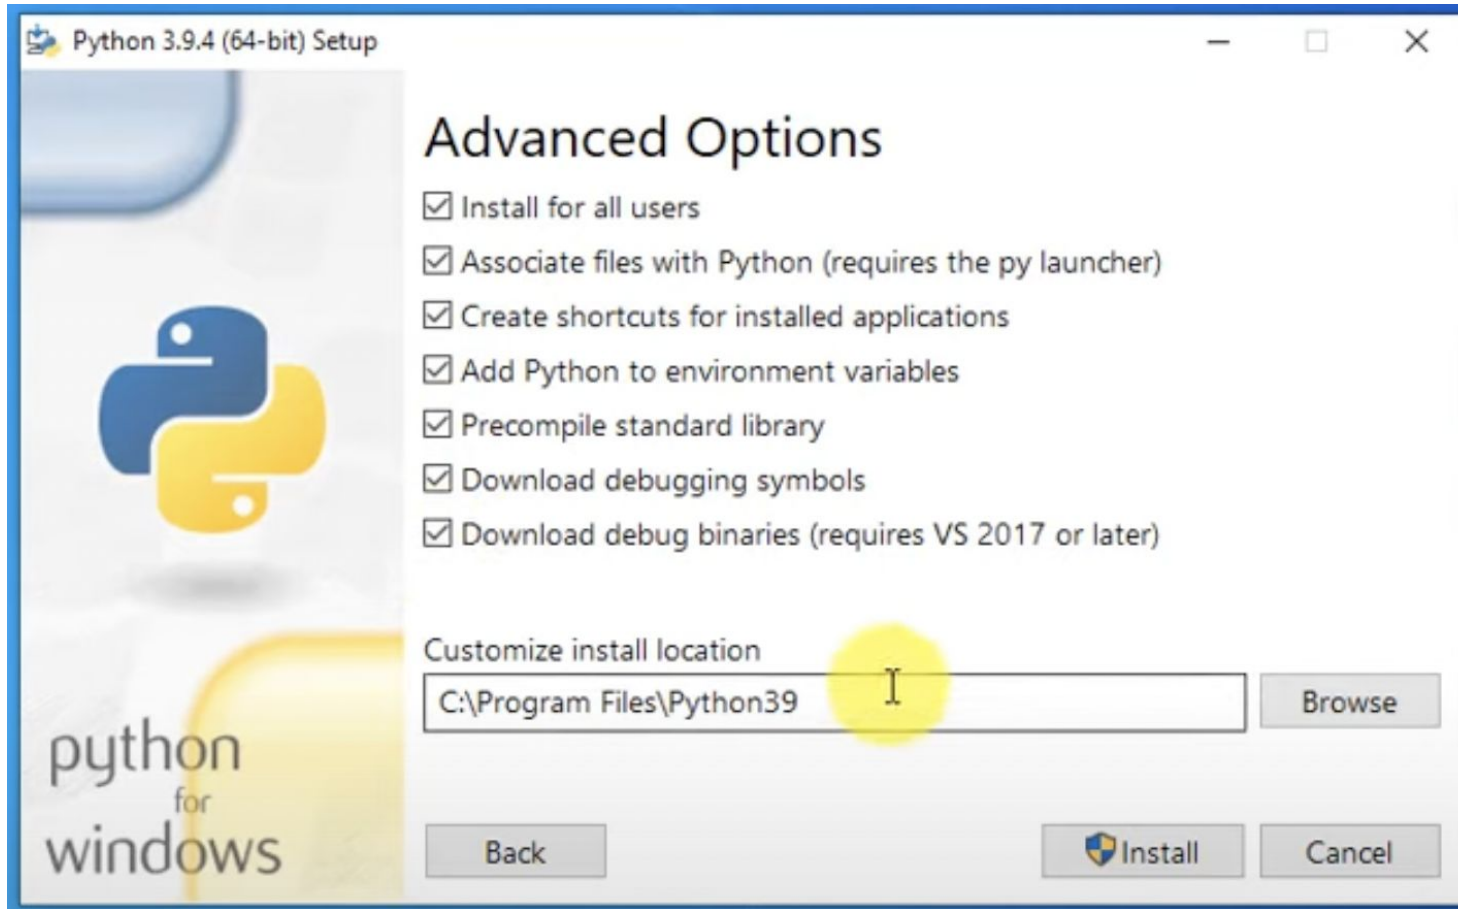 Python 3.9.4 (64-bit) Setup
Advanced Options
Install for all users
Associate files with Python (requires the py launcher)
Create shortcuts for installed applications
Add Python to environment variables
Precompile standard library
Download debugging symbols
Download debug binaries (requires VS 2017 or later)
Customize install location
C:\Program Files\Python39
Browse
python
for
windows
Back
Install
Cancel